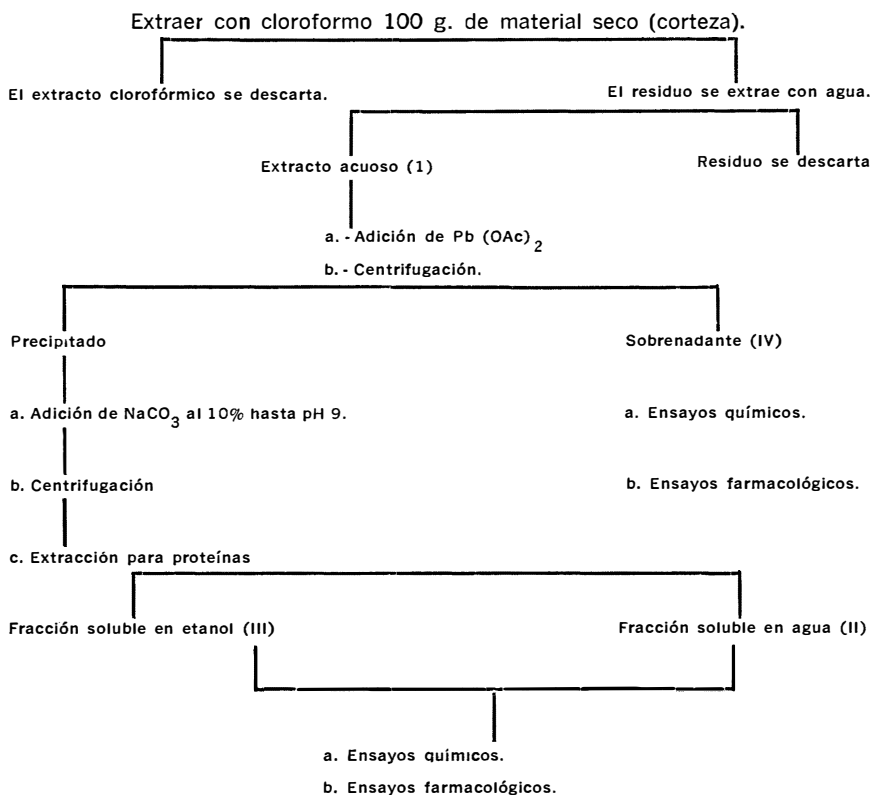 Extraer con cloroformo 100 g. de material seco (corteza).
El extracto clorofórmico se descarta.
El residuo se extrae con agua.
Extracto acuoso (1)
Residuo se descarta
a. - Adición de Pb (OAc)2
b. - Centrifugación.
Precipitado
Sobrenadante (IV)
a. Adición de NaCO3 al 10% hasta pH 9.
a. Ensayos químicos.
b. Centrifugación
b. Ensayos farmacológicos.
c. Extracción para proteínas
Fracción soluble en etanol (III)
Fracción soluble en agua (II)
a. Ensayos químicos.
b. Ensayos farmacológicos.